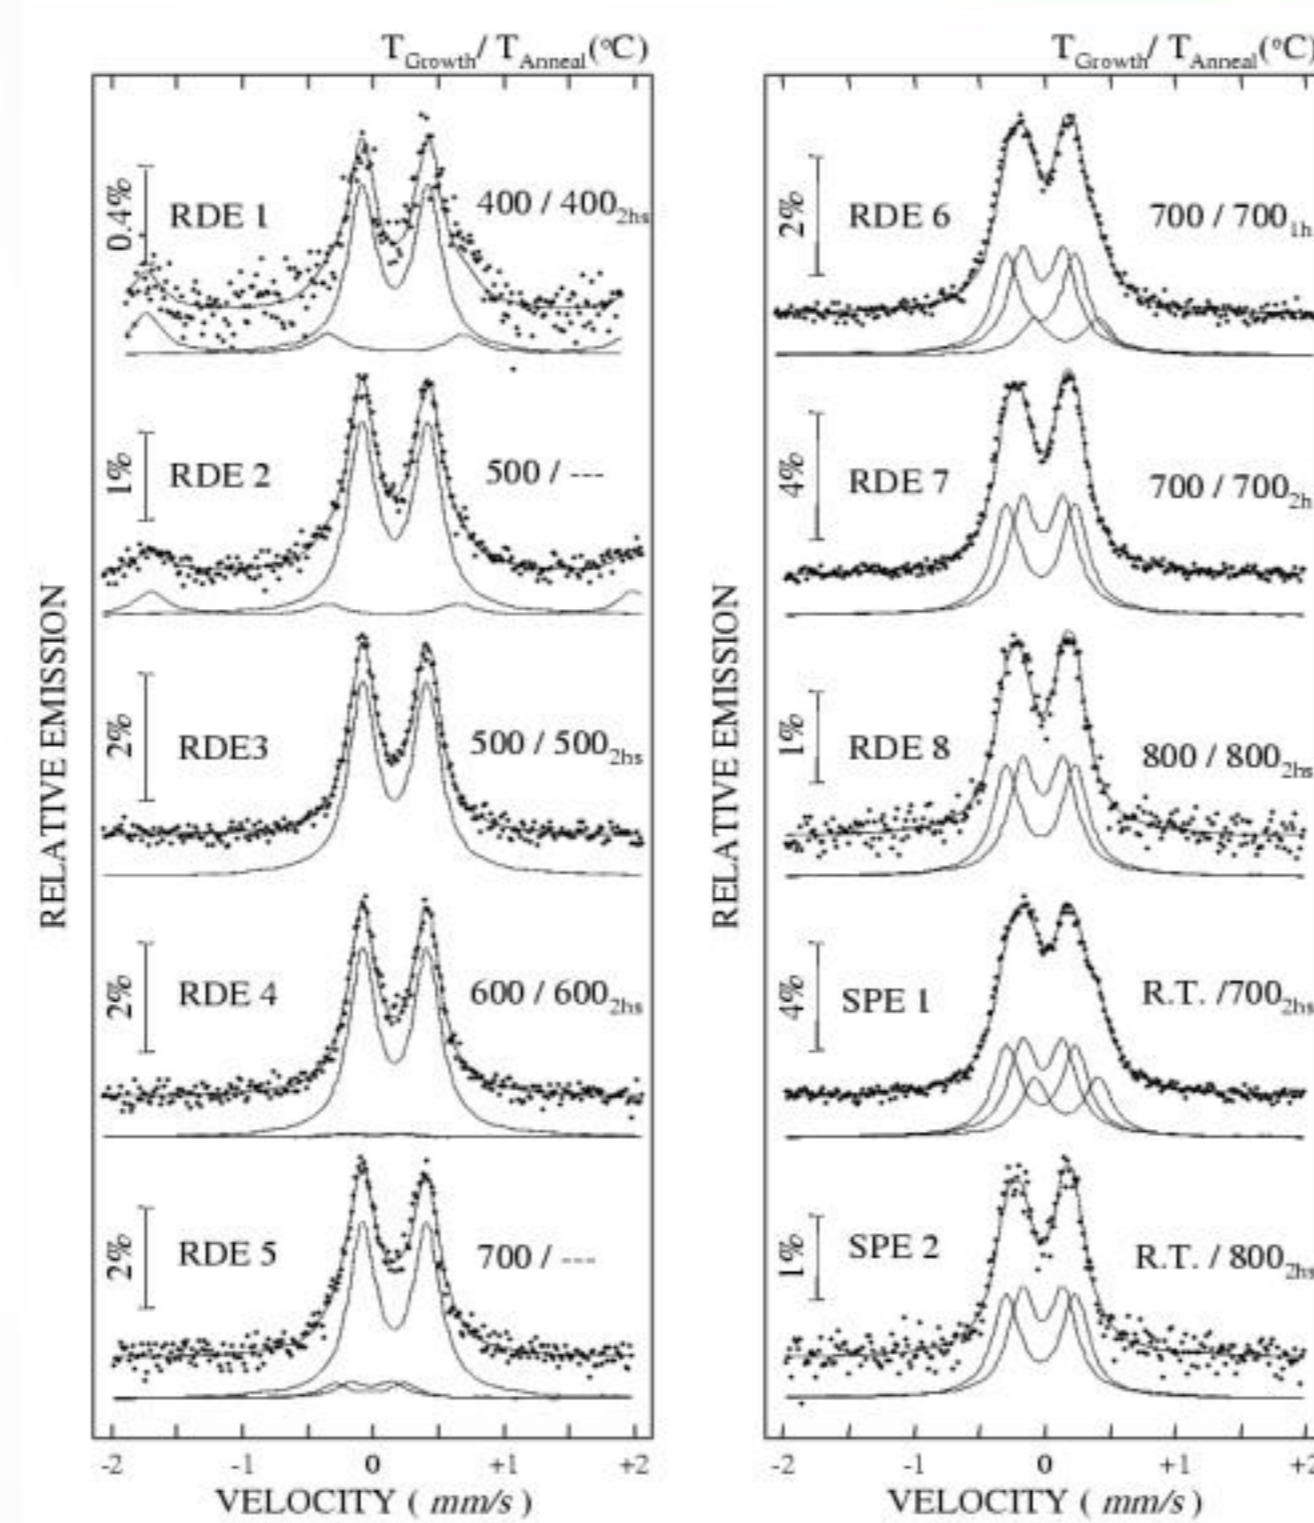 T_Growth/ T_Anneal(°C)
RELATIVE EMISSION
0.4%
RDE 1
400 / 400_2hs
1%
RDE 2
500 / ---
2%
RDE3
500 / 500_2hs
2%
RDE 4
600 / 600_2hs
2%
RDE 5
700 / ---
-2 -1 0 +1 +2
VELOCITY ( mm/s )
T_Growth/ T_Anneal(°C)
RELATIVE EMISSION
2%
RDE 6
700 / 700_1h
4%
RDE 7
700 / 700_2h
1%
RDE 8
800 / 800_2hs
4%
SPE 1
R.T. /700_2hs
1%
SPE 2
R.T. / 800_2hs
-2 -1 0 +1 +2
VELOCITY ( mm/s )